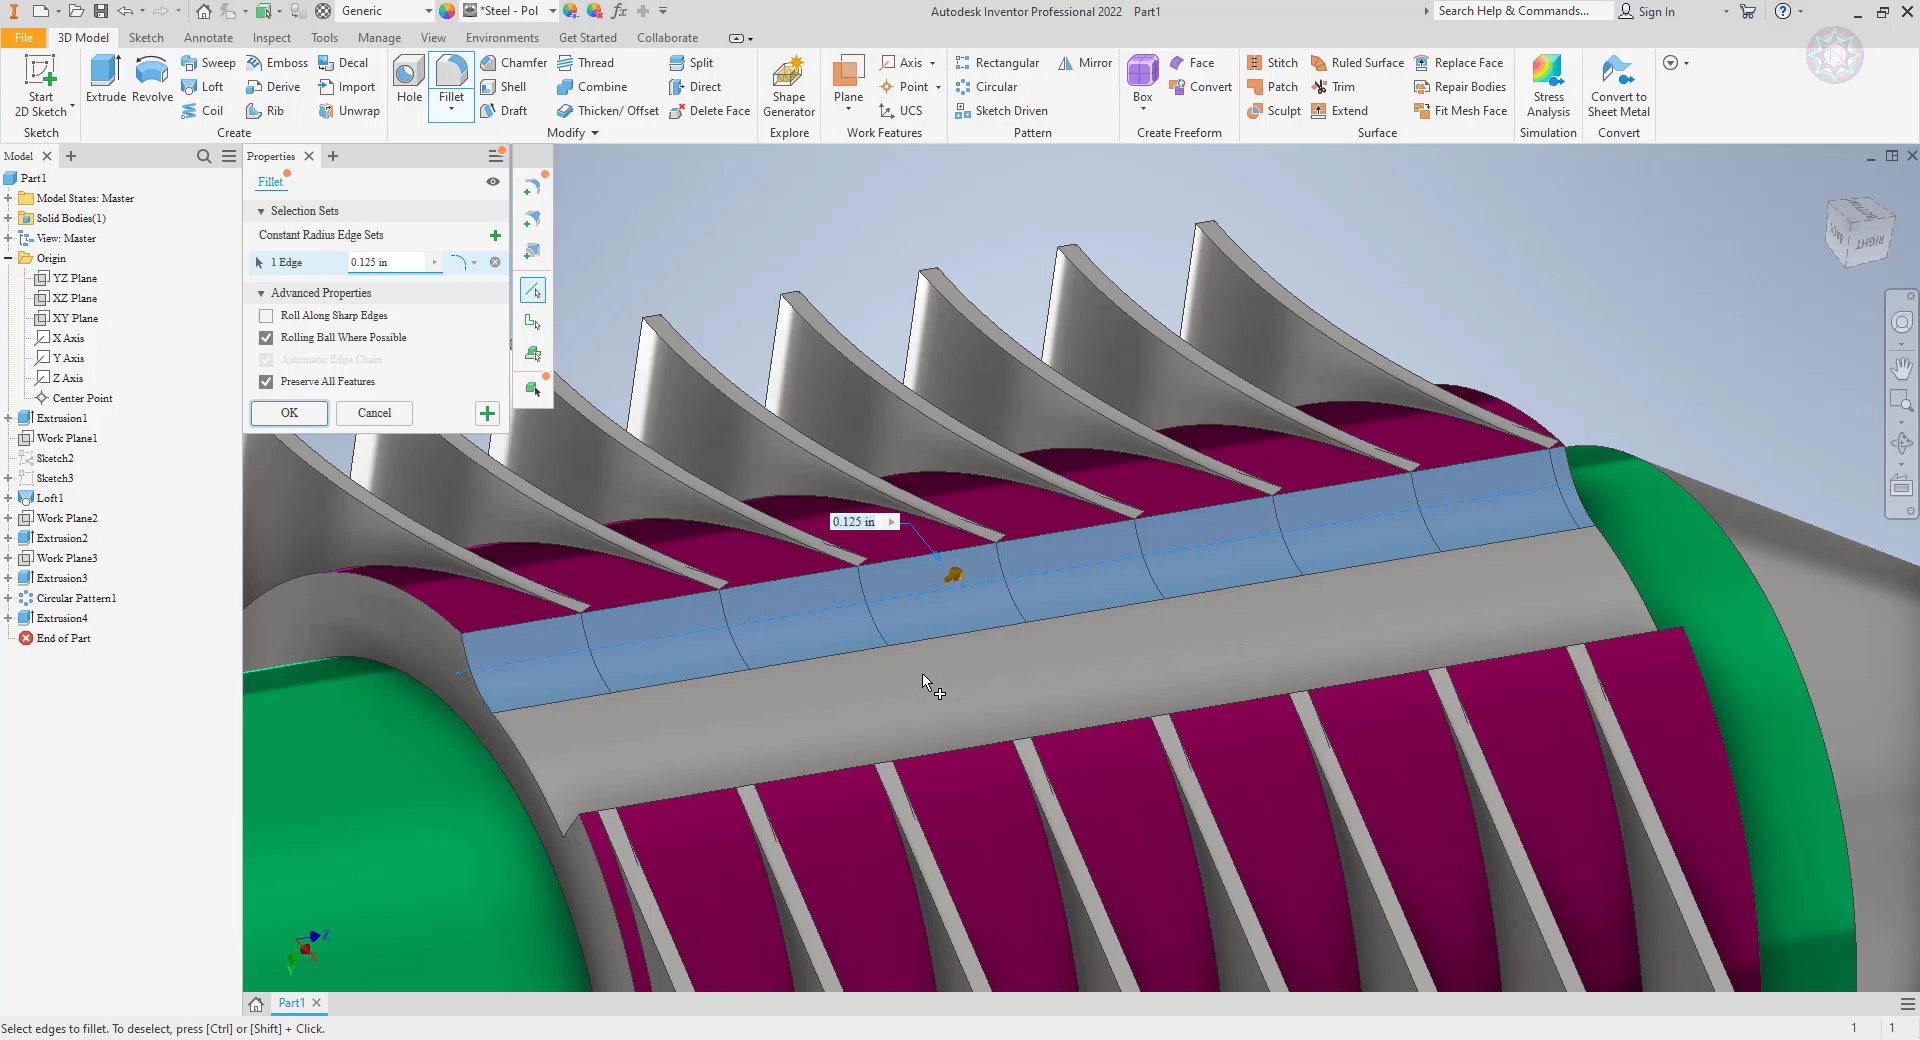 Generic
*Steel - Pol
fx
Autodesk Inventor Professional 2022 Part1
Search Help & Commands...
Sign In
File 3D Model Sketch Annotate Inspect Tools Manage View Environments Get Started Collaborate
Start
2D Sketch
Extrude
Revolve
Sweep
Loft
Coil
Emboss
Derive
Rib
Decal
Import
Unwrap
Hole
Fillet
Chamfer
Shell
Draft
Thread
Combine
Thicken/ Offset
Split
Direct
Delete Face
Shape
Generator
Plane
Axis
Point
UCS
Rectangular
Circular
Sketch Driven
Mirror
Box
Face
Convert
Stitch
Patch
Sculpt
Ruled Surface
Trim
Extend
Replace Face
Repair Bodies
Fit Mesh Face
Stress
Analysis
Convert to
Sheet Metal
Sketch Create Modify Explore Work Features Pattern Create Freeform Surface Simulation Convert
Model
Part1
Model States: Master
Solid Bodies(1)
View: Master
Origin
YZ Plane
XZ Plane
XY Plane
X Axis
Y Axis
Z Axis
Center Point
Extrusion1
Work Plane1
Sketch2
Sketch3
Loft1
Work Plane2
Extrusion2
Work Plane3
Extrusion3
Circular Pattern1
Extrusion4
End of Part
Properties
Fillet
Selection Sets
Constant Radius Edge Sets
1 Edge 0.125 in
Advanced Properties
Roll Along Sharp Edges
Rolling Ball Where Possible
Automatic Edge Chain
Preserve All Features
OK Cancel
0.125 in
BOTTOM
BACK
RIGHT
Z
X
Y
Part1
Select edges to fillet. To deselect, press [Ctrl] or [Shift] + Click.
1 1